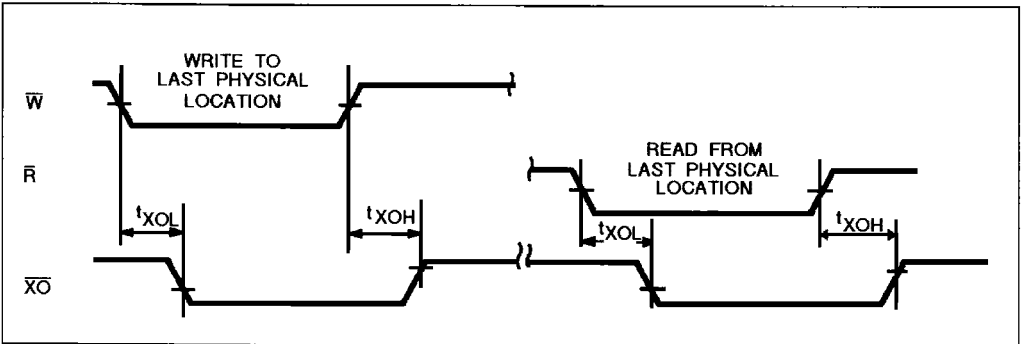 WRITE TO
LAST PHYSICAL
LOCATION
W̅
READ FROM
LAST PHYSICAL
LOCATION
R̅
tXOL
tXOH
tXOL
tXOH
X̅O̅